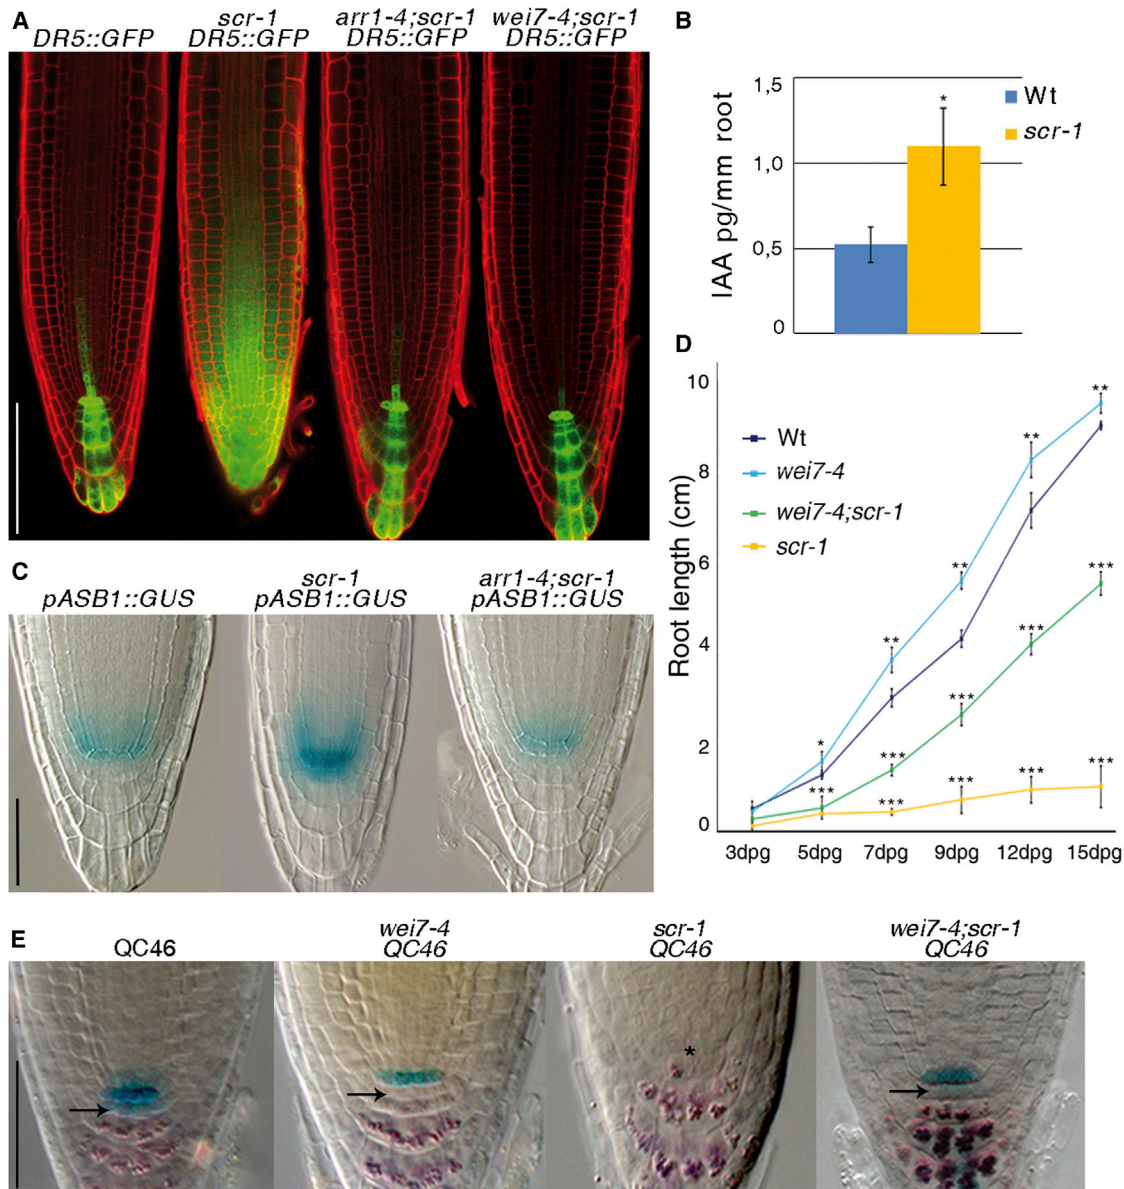 A
DR5::GFP
scr-1
DR5::GFP
arr1-4;scr-1
DR5::GFP
wei7-4;scr-1
DR5::GFP
B
IAA pg/mm root
1,5
1,0
0,5
0
*
Wt
scr-1
C
pASB1::GUS
scr-1
pASB1::GUS
arr1-4;scr-1
pASB1::GUS
D
Root length (cm)
10
8
6
4
2
0
Wt
wei7-4
wei7-4;scr-1
scr-1
*
**
**
**
**
***
***
***
***
***
***
***
***
***
3dpg
5dpg
7dpg
9dpg
12dpg
15dpg
E
QC46
wei7-4
QC46
scr-1
QC46
*
wei7-4;scr-1
QC46